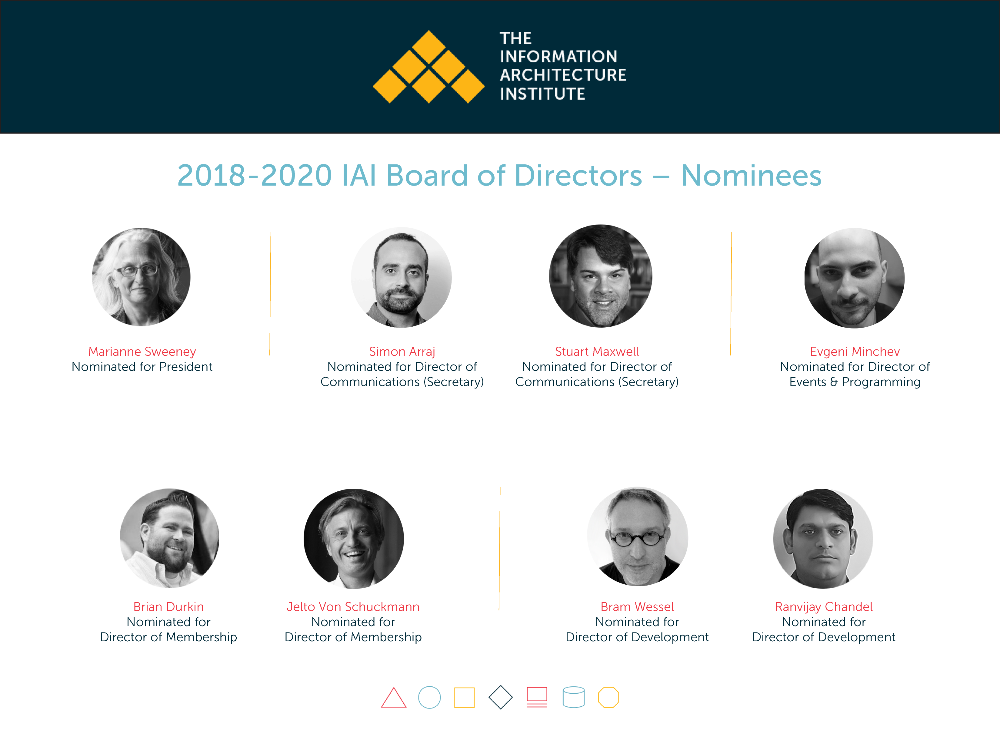 THE
INFORMATION
ARCHITECTURE
INSTITUTE
2018-2020 IAI Board of Directors – Nominees
Marianne Sweeney
Nominated for President
Simon Arraj
Nominated for Director of
Communications (Secretary)
Stuart Maxwell
Nominated for Director of
Communications (Secretary)
Evgeni Minchev
Nominated for Director of
Events & Programming
Brian Durkin
Nominated for
Director of Membership
Jelto Von Schuckmann
Nominated for
Director of Membership
Bram Wessel
Nominated for
Director of Development
Ranvijay Chandel
Nominated for
Director of Development